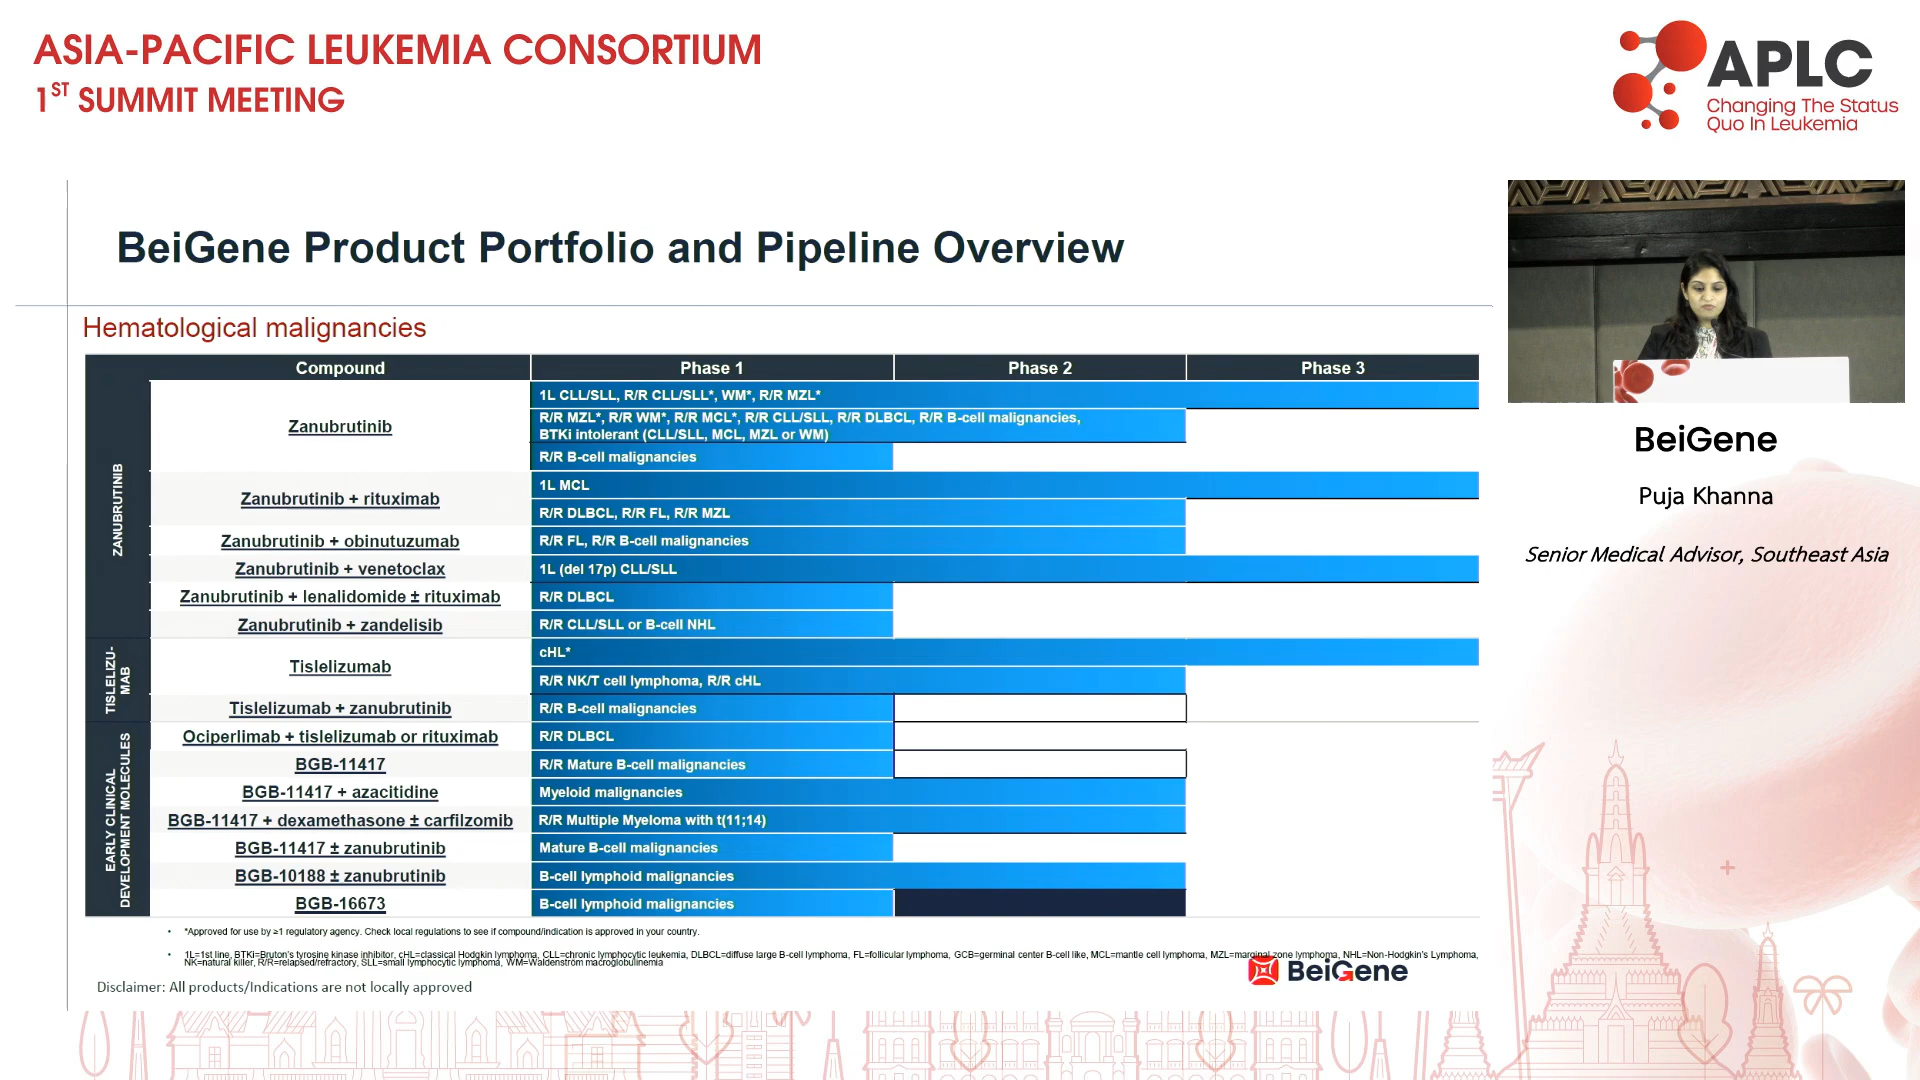 ASIA-PACIFIC LEUKEMIA CONSORTIUM
1ST SUMMIT MEETING
APLC
Changing The Status
Quo In Leukemia
BeiGene Product Portfolio and Pipeline Overview
Hematological malignancies
Compound Phase 1 Phase 2 Phase 3
ZANUBRUTINIB
Zanubrutinib
1L CLL/SLL, R/R CLL/SLL*, WM*, R/R MZL*
R/R MZL*, R/R WM*, R/R MCL*, R/R CLL/SLL, R/R DLBCL, R/R B-cell malignancies,
BTKi intolerant (CLL/SLL, MCL, MZL or WM)
R/R B-cell malignancies
Zanubrutinib + rituximab
1L MCL
R/R DLBCL, R/R FL, R/R MZL
Zanubrutinib + obinutuzumab R/R FL, R/R B-cell malignancies
Zanubrutinib + venetoclax 1L (del 17p) CLL/SLL
Zanubrutinib + lenalidomide ± rituximab R/R DLBCL
Zanubrutinib + zandelisib R/R CLL/SLL or B-cell NHL
TISLELIZU-
MAB
Tislelizumab
cHL*
R/R NK/T cell lymphoma, R/R cHL
Tislelizumab + zanubrutinib R/R B-cell malignancies
EARLY CLINICAL
DEVELOPMENT MOLECULES
Ociperlimab + tislelizumab or rituximab R/R DLBCL
BGB-11417 R/R Mature B-cell malignancies
BGB-11417 + azacitidine Myeloid malignancies
BGB-11417 + dexamethasone ± carfilzomib R/R Multiple Myeloma with t(11;14)
BGB-11417 ± zanubrutinib Mature B-cell malignancies
BGB-10188 ± zanubrutinib B-cell lymphoid malignancies
BGB-16673 B-cell lymphoid malignancies
• *Approved for use by ≥1 regulatory agency. Check local regulations to see if compound/indication is approved in your country.
• 1L=1st line, BTKi=Bruton's tyrosine kinase inhibitor, cHL=classical Hodgkin lymphoma, CLL=chronic lymphocytic leukemia, DLBCL=diffuse large B-cell lymphoma, FL=follicular lymphoma, GCB=germinal center B-cell like, MCL=mantle cell lymphoma, MZL=marginal zone lymphoma, NHL=Non-Hodgkin's Lymphoma,
NK=natural killer, R/R=relapsed/refractory, SLL=small lymphocytic lymphoma, WM=Waldenstrom macroglobulinemia
BeiGene
Disclaimer: All products/Indications are not locally approved
BeiGene
Puja Khanna
Senior Medical Advisor, Southeast Asia